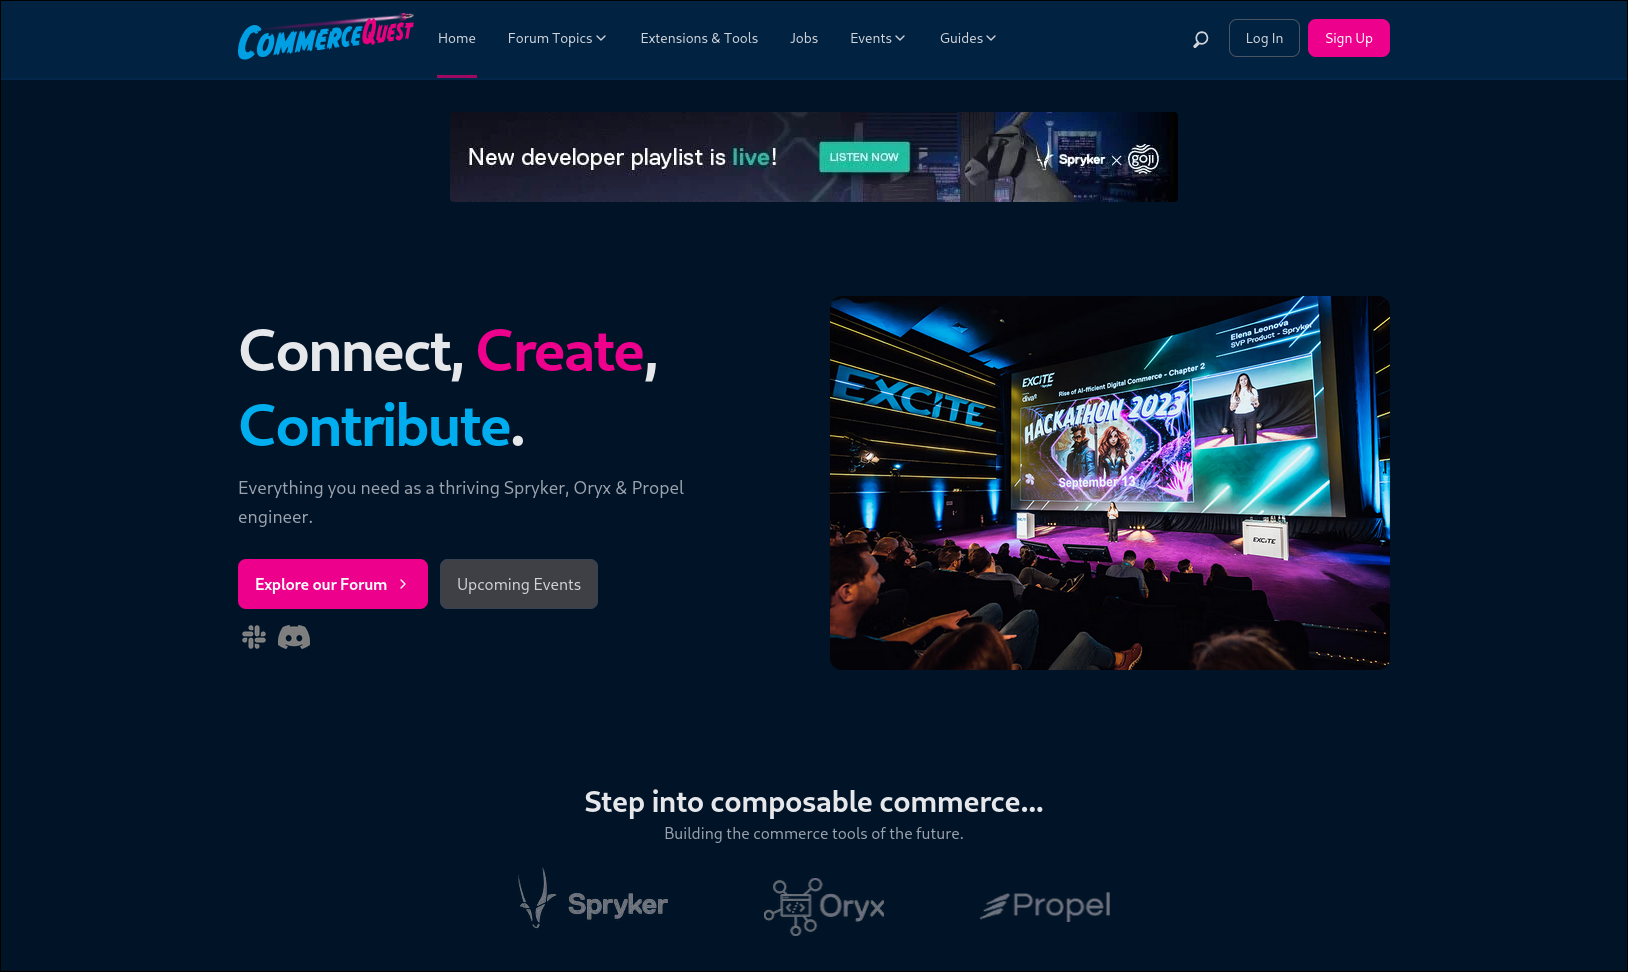 CommerceQuest
Home
Forum Topics
Extensions & Tools
Jobs
Events
Guides
Log In
Sign Up
New developer playlist is live!
LISTEN NOW
Spryker
goji
Connect, Create,
Contribute.
Everything you need as a thriving Spryker, Oryx & Propel
engineer.
Explore our Forum
Upcoming Events
EXCITE
Elena Leonova
SVP Product - Spryker
EXCITE
Rise of AI-fficient Digital Commerce - Chapter 2
HACKATHON 2023
September 13
EXCITE
Step into composable commerce...
Building the commerce tools of the future.
Spryker
Oryx
Propel